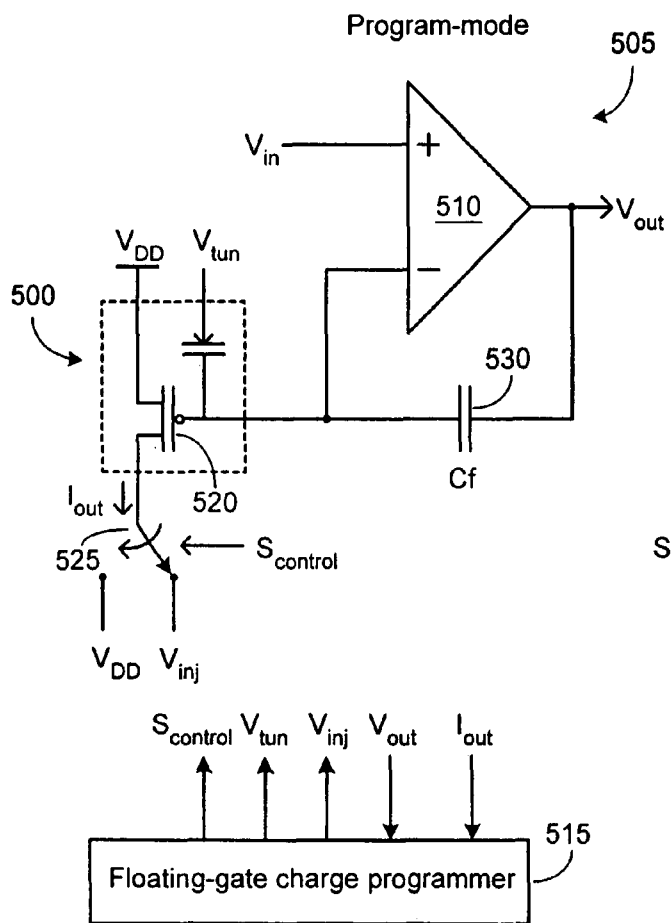 Program-mode
505
V_in
+
510
V_out
−
V_DD V_tun
500
530
520
Cf
I_out
525
S_control
S
V_DD V_inj
S_control V_tun V_inj V_out I_out
515
Floating-gate charge programmer